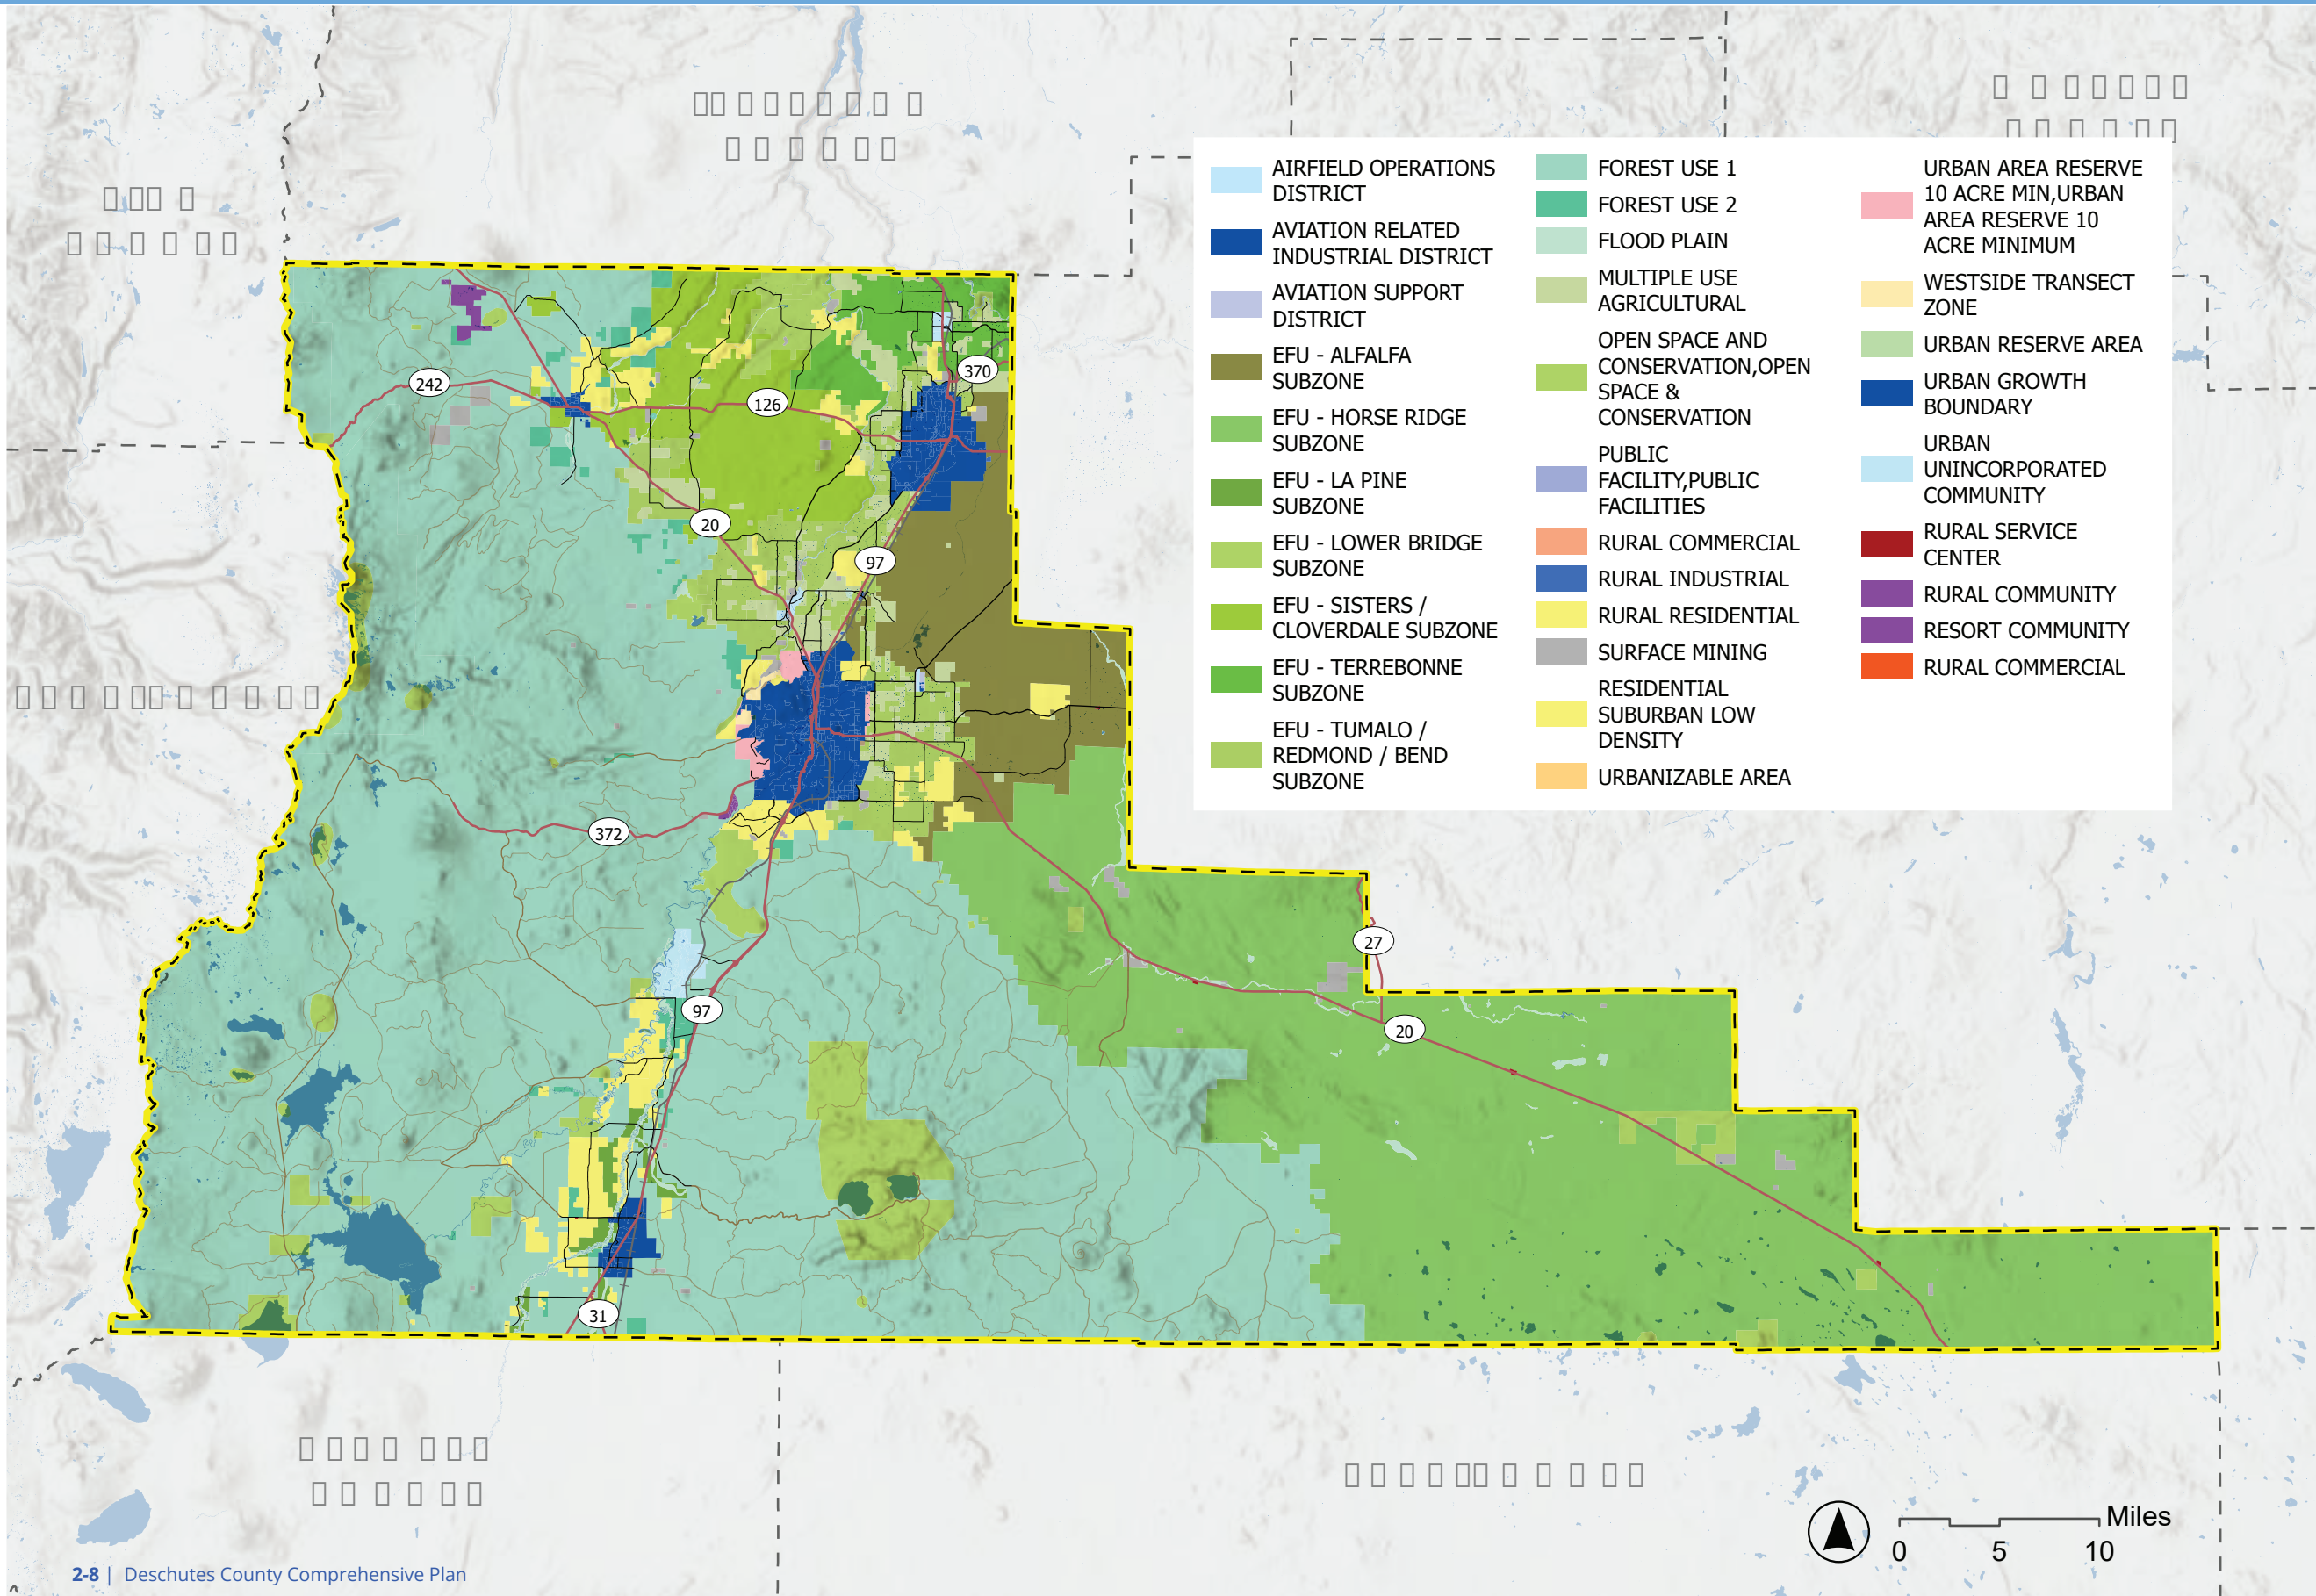 AIRFIELD OPERATIONS
DISTRICT
AVIATION RELATED
INDUSTRIAL DISTRICT
AVIATION SUPPORT
DISTRICT
EFU - ALFALFA
SUBZONE
EFU - HORSE RIDGE
SUBZONE
EFU - LA PINE
SUBZONE
EFU - LOWER BRIDGE
SUBZONE
EFU - SISTERS /
CLOVERDALE SUBZONE
EFU - TERREBONNE
SUBZONE
EFU - TUMALO /
REDMOND / BEND
SUBZONE
FOREST USE 1
FOREST USE 2
FLOOD PLAIN
MULTIPLE USE
AGRICULTURAL
OPEN SPACE AND
CONSERVATION,OPEN
SPACE &
CONSERVATION
PUBLIC
FACILITY,PUBLIC
FACILITIES
RURAL COMMERCIAL
RURAL INDUSTRIAL
RURAL RESIDENTIAL
SURFACE MINING
RESIDENTIAL
SUBURBAN LOW
DENSITY
URBANIZABLE AREA
URBAN AREA RESERVE
10 ACRE MIN,URBAN
AREA RESERVE 10
ACRE MINIMUM
WESTSIDE TRANSECT
ZONE
URBAN RESERVE AREA
URBAN GROWTH
BOUNDARY
URBAN
UNINCORPORATED
COMMUNITY
RURAL SERVICE
CENTER
RURAL COMMUNITY
RESORT COMMUNITY
RURAL COMMERCIAL
242
126
370
20
97
372
27
20
97
31
Miles
0 5 10
2-8 | Deschutes County Comprehensive Plan